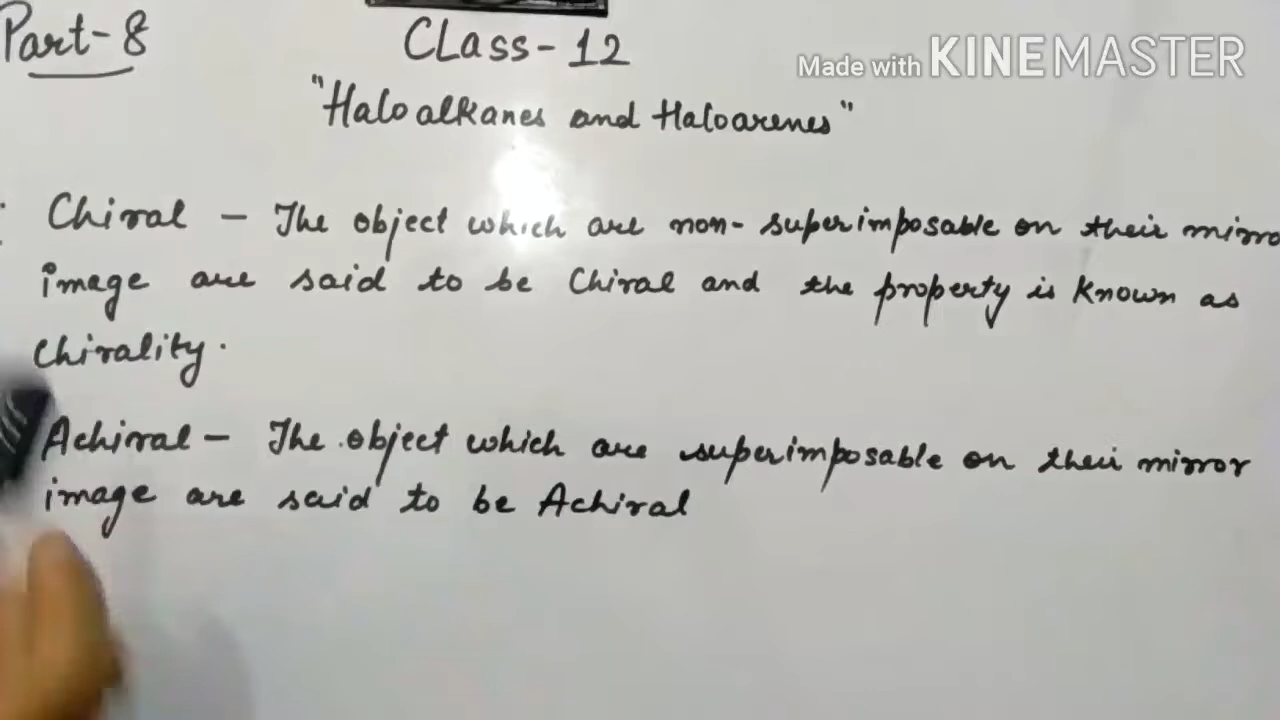 Part-8
CLass-12
Made with KINEMASTER
"Haloalkanes and Haloarenes"
Chiral - The object which are non-superimposable on their mirro
image are said to be Chiral and the property is known as
Chirality.
Achiral - The object which are superimposable on their mirror
image are said to be Achiral